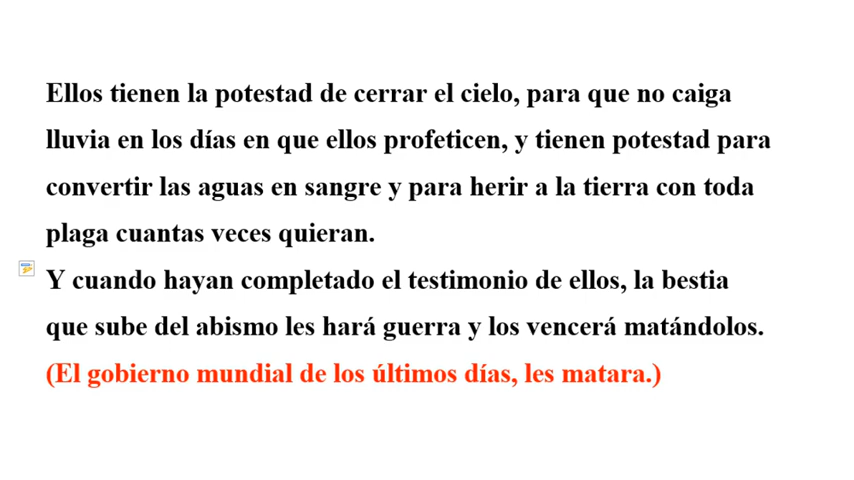 Ellos tienen la potestad de cerrar el cielo, para que no caiga
lluvia en los días en que ellos profeticen, y tienen potestad para
convertir las aguas en sangre y para herir a la tierra con toda
plaga cuantas veces quieran.
Y cuando hayan completado el testimonio de ellos, la bestia
que sube del abismo les hará guerra y los vencerá matándolos.
(El gobierno mundial de los últimos días, les matara.)